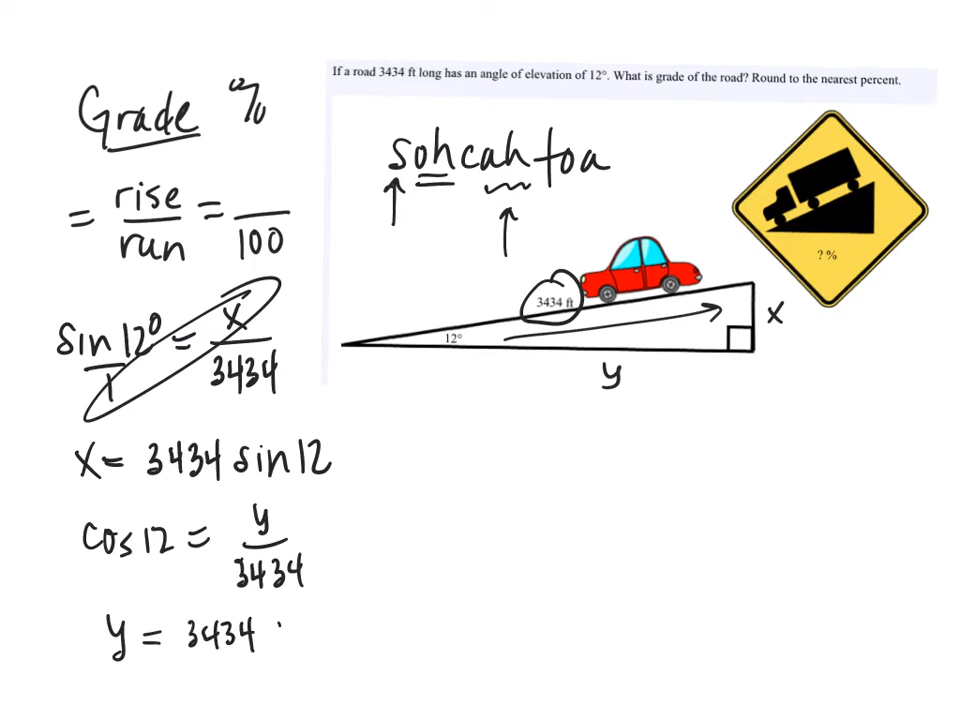 If a road 3434 ft long has an angle of elevation of 12°. What is grade of the road? Round to the nearest percent.
Grade %
= rise/run = __/100
sin 12° / 1 = x/3434
x = 3434 sin 12
cos 12 = y/3434
y = 3434 ·
sohcahtoa
3434 ft
12°
x
y
? %